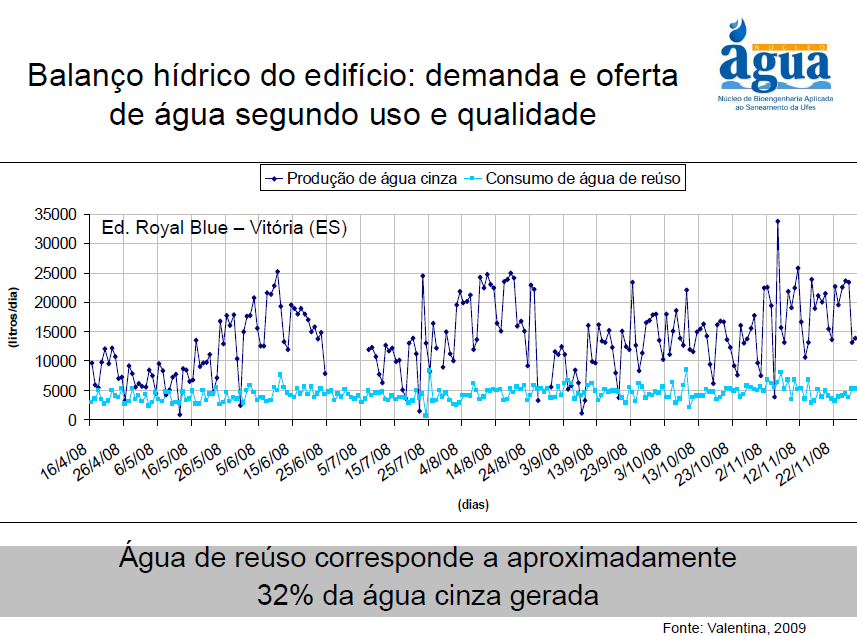 NÚCLEO
água
Núcleo de Bioengenharia Aplicada
ao Saneamento da Ufes
Balanço hídrico do edifício: demanda e oferta
de água segundo uso e qualidade
Produção de água cinza Consumo de água de reúso
Ed. Royal Blue – Vitória (ES)
(litros/dia)
35000
30000
25000
20000
15000
10000
5000
0
16/4/08 26/4/08 6/5/08 16/5/08 26/5/08 5/6/08 15/6/08 25/6/08 5/7/08 15/7/08 25/7/08 4/8/08 14/8/08 24/8/08 3/9/08 13/9/08 23/9/08 3/10/08 13/10/08 23/10/08 2/11/08 12/11/08 22/11/08
(dias)
Água de reúso corresponde a aproximadamente
32% da água cinza gerada
Fonte: Valentina, 2009